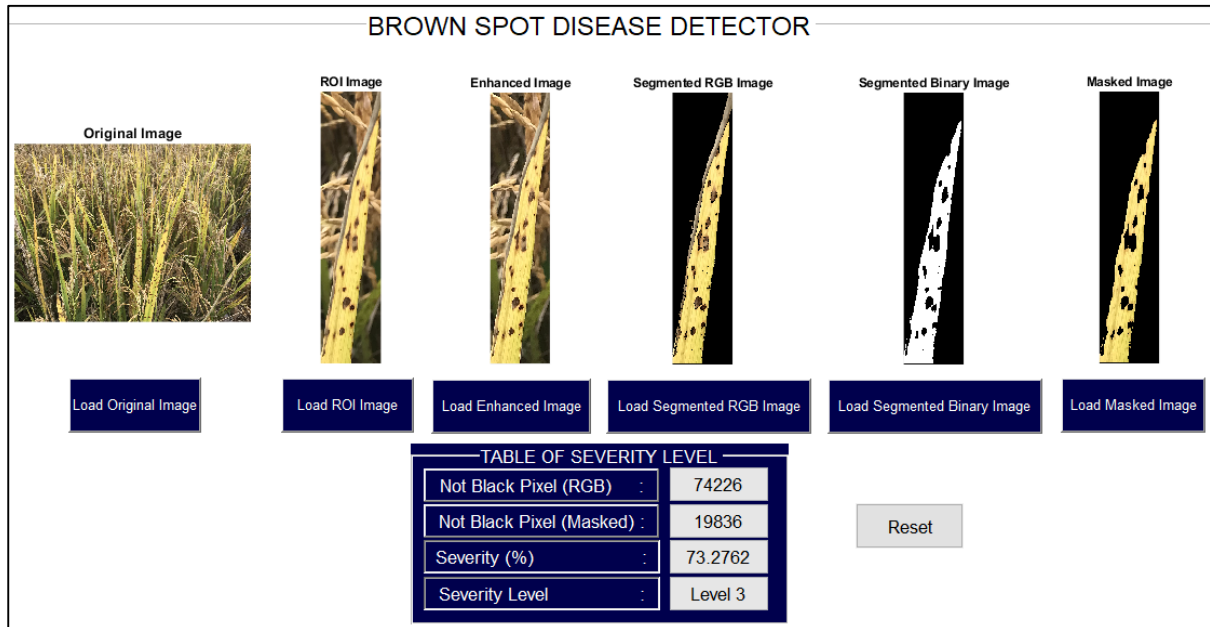 BROWN SPOT DISEASE DETECTOR
Original Image
ROI Image
Enhanced Image
Segmented RGB Image
Segmented Binary Image
Masked Image
Load Original Image
Load ROI Image
Load Enhanced Image
Load Segmented RGB Image
Load Segmented Binary Image
Load Masked Image
TABLE OF SEVERITY LEVEL
Not Black Pixel (RGB) : 74226
Not Black Pixel (Masked) : 19836
Severity (%) : 73.2762
Severity Level : Level 3
Reset